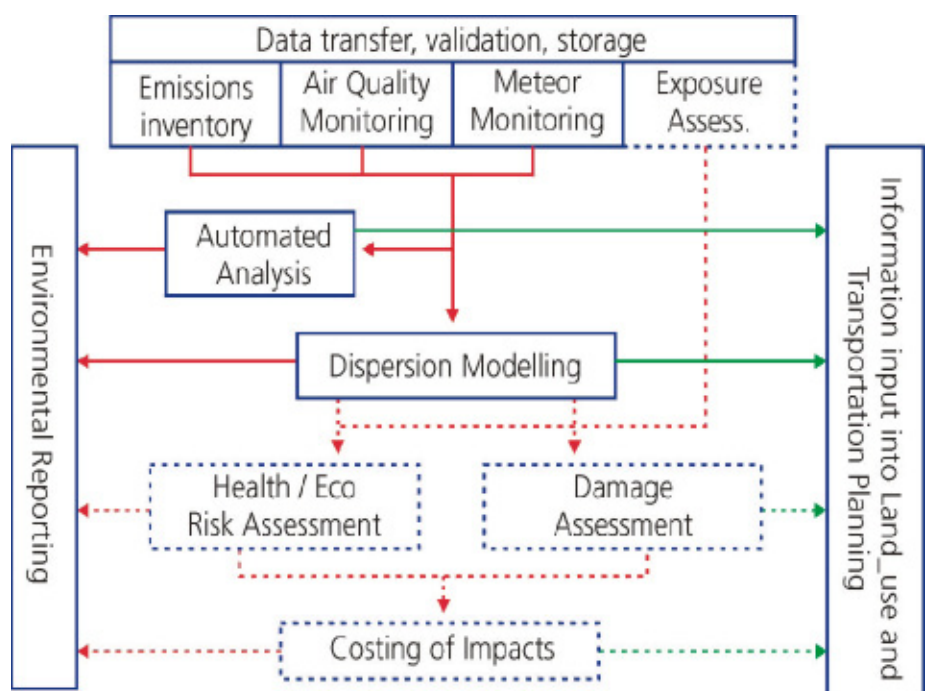 Data transfer, validation, storage
Emissions
inventory
Air Quality
Monitoring
Meteor
Monitoring
Exposure
Assess.
Environmental Reporting
Automated
Analysis
Dispersion Modelling
Health / Eco
Risk Assessment
Damage
Assessment
Costing of Impacts
Information input into Land_use and
Transportation Planning